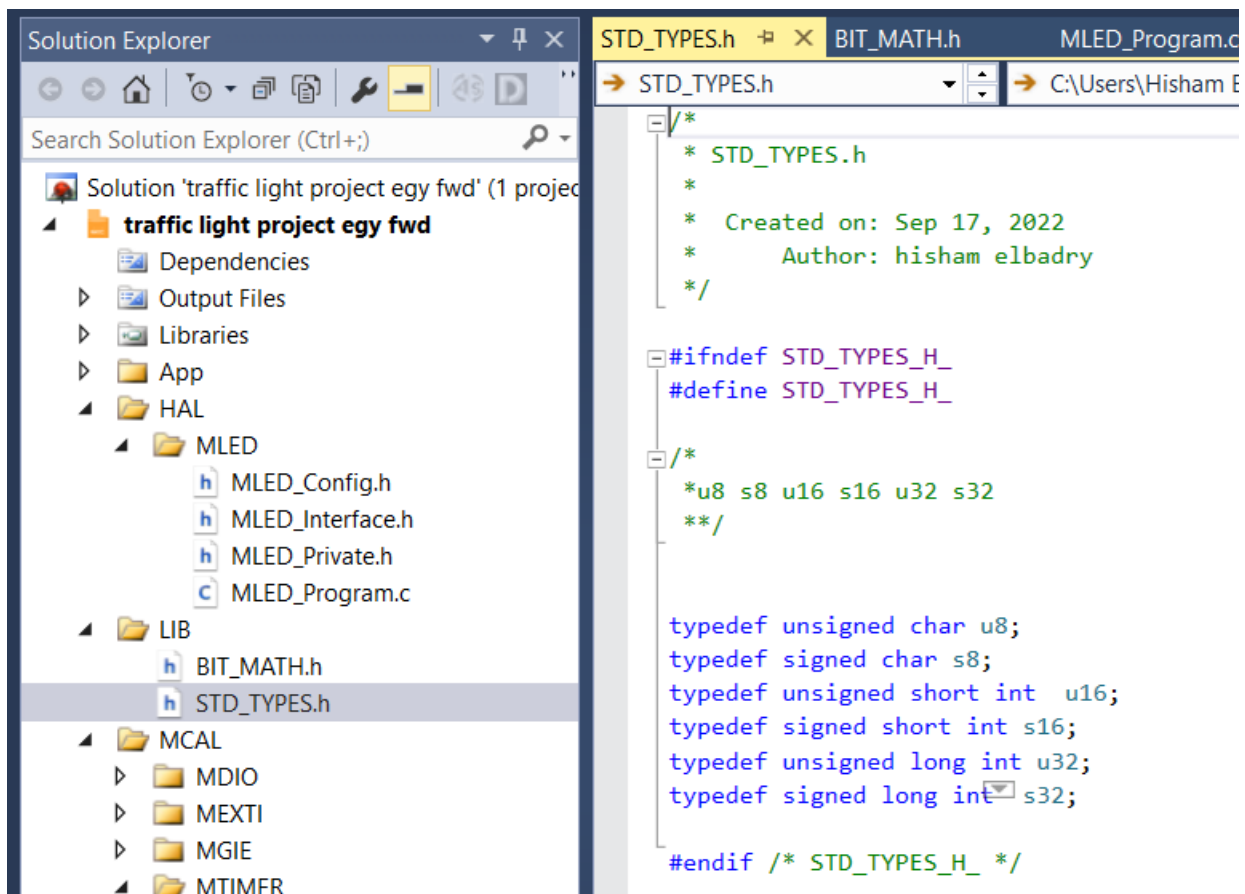 Solution Explorer
Search Solution Explorer (Ctrl+;)
Solution 'traffic light project egy fwd' (1 projec
traffic light project egy fwd
Dependencies
Output Files
Libraries
App
HAL
MLED
h MLED_Config.h
h MLED_Interface.h
h MLED_Private.h
C MLED_Program.c
LIB
h BIT_MATH.h
h STD_TYPES.h
MCAL
MDIO
MEXTI
MGIE
MTIMER
STD_TYPES.h BIT_MATH.h MLED_Program.c
STD_TYPES.h C:\Users\Hisham E
/*
* STD_TYPES.h
*
* Created on: Sep 17, 2022
* Author: hisham elbadry
*/
#ifndef STD_TYPES_H_
#define STD_TYPES_H_
/*
*u8 s8 u16 s16 u32 s32
**/
typedef unsigned char u8;
typedef signed char s8;
typedef unsigned short int  u16;
typedef signed short int s16;
typedef unsigned long int u32;
typedef signed long int s32;
#endif /* STD_TYPES_H_ */